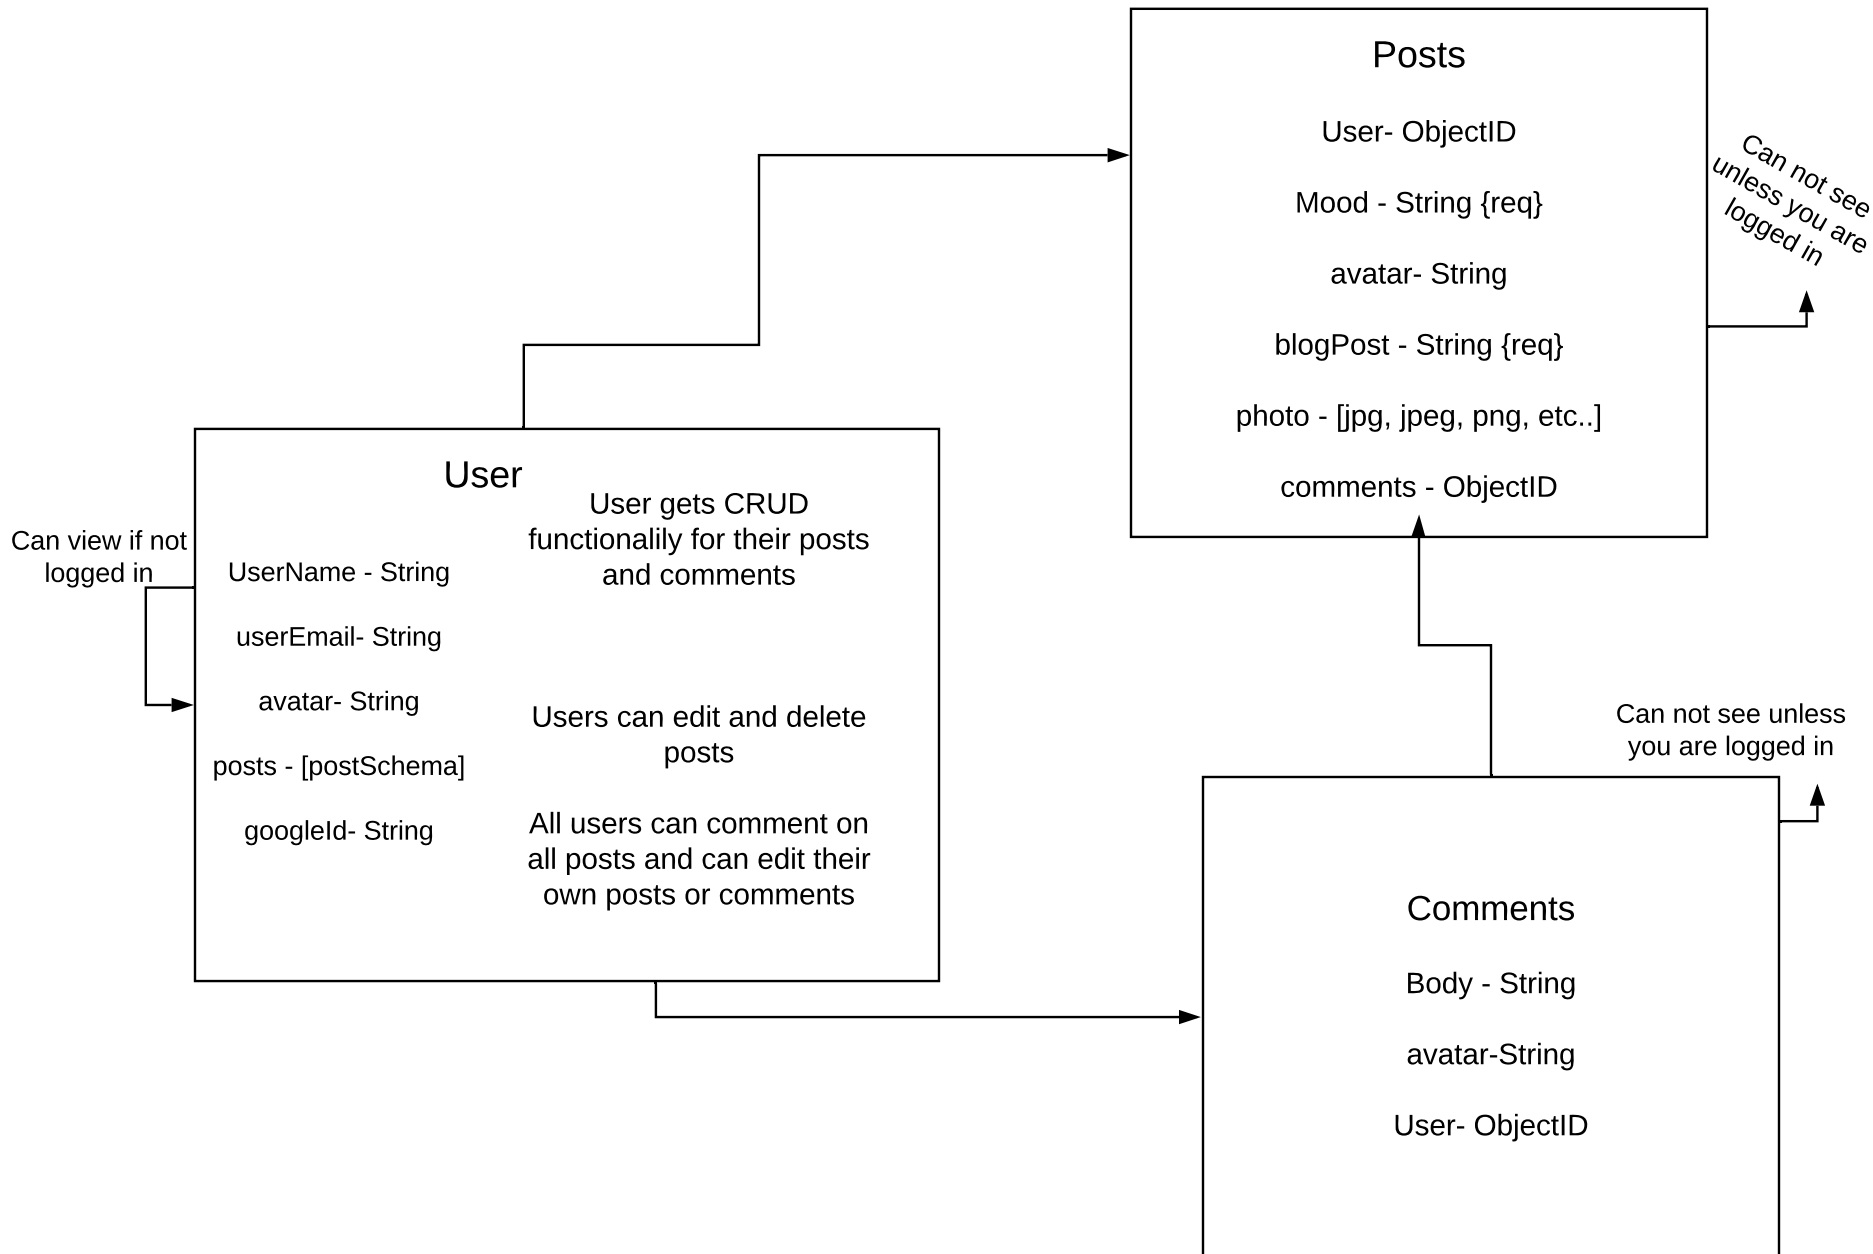 Posts
User- ObjectID
Mood - String {req}
avatar- String
blogPost - String {req}
photo - [jpg, jpeg, png, etc..]
comments - ObjectID
Can not see
unless you are
logged in
User
User gets CRUD
functionalily for their posts
and comments
Users can edit and delete
posts
All users can comment on
all posts and can edit their
own posts or comments
Can view if not
logged in
UserName - String
userEmail- String
avatar- String
posts - [postSchema]
googleId- String
Can not see unless
you are logged in
Comments
Body - String
avatar-String
User- ObjectID